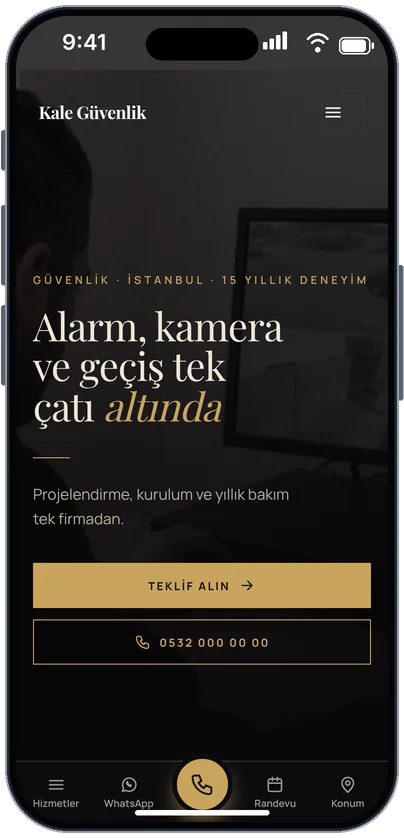 9:41
Kale Güvenlik
GÜVENLİK · İSTANBUL · 15 YILLIK DENEYİM
Alarm, kamera
ve geçiş tek
çatı altında
Projelendirme, kurulum ve yıllık bakım
tek firmadan.
TEKLİF ALIN →
0532 000 00 00
Hizmetler
WhatsApp
Randevu
Konum